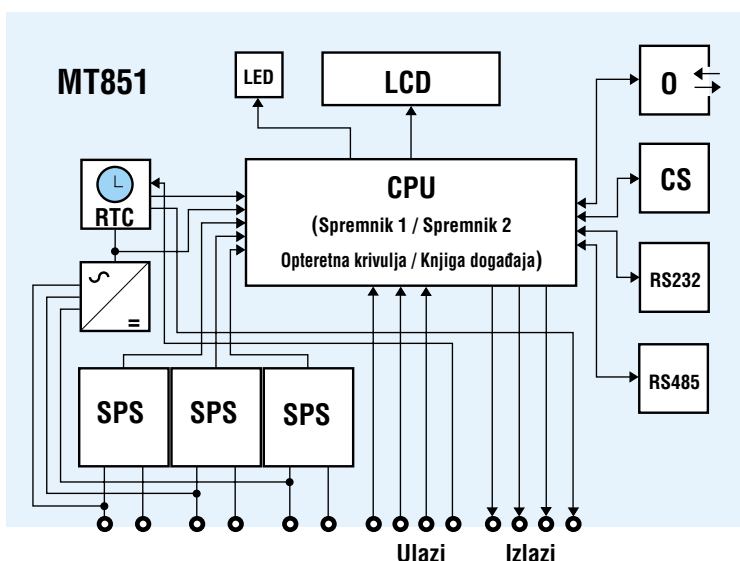 MT851
LED
LCD
O
CPU
(Spremnik 1 / Spremnik 2
Opteretna krivulja / Knjiga događaja)
RTC
CS
RS232
=
RS485
SPS
SPS
SPS
Ulazi
Izlazi